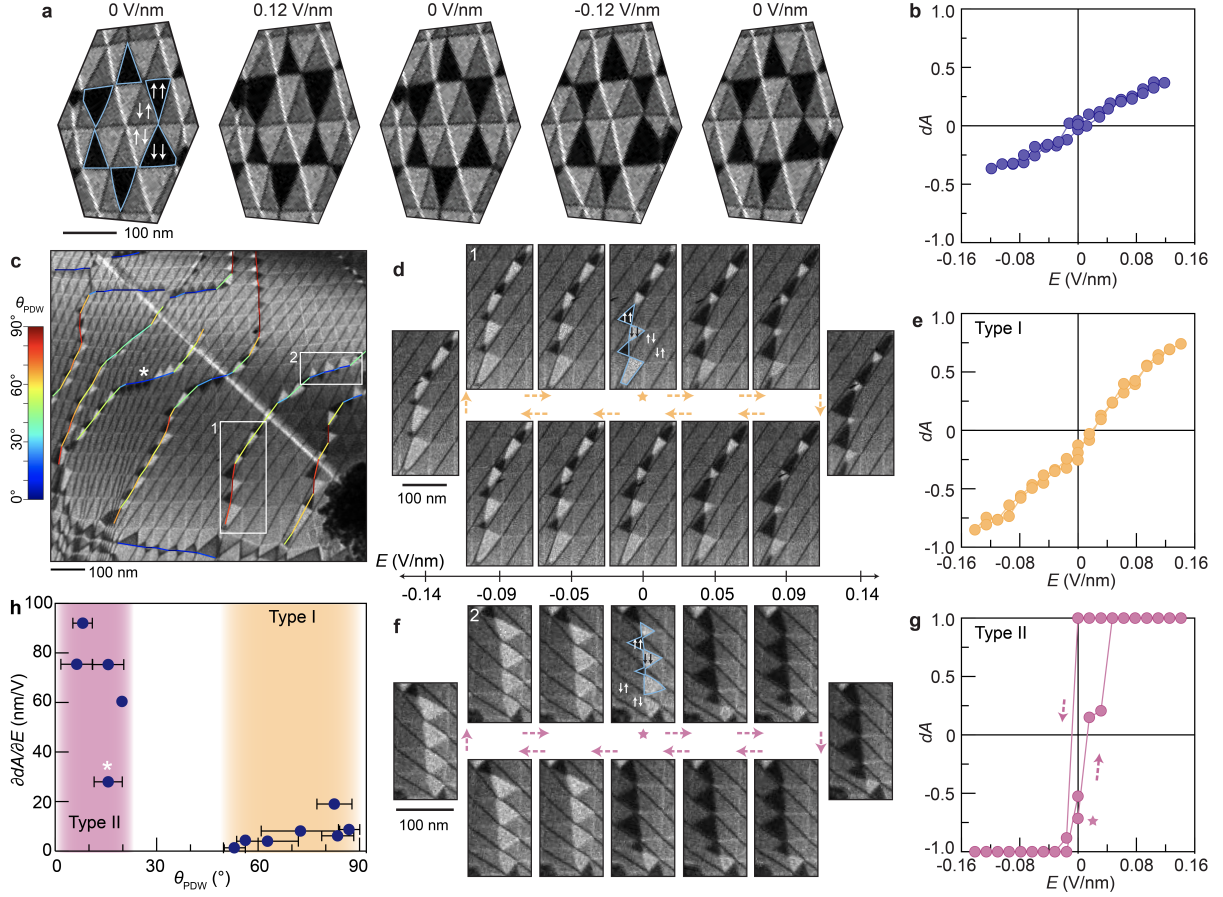 a
0 V/nm
0.12 V/nm
0 V/nm
-0.12 V/nm
0 V/nm
↑↑
↓↑
↑↓
↓↓
100 nm
b
1.0
0.5
0
-0.5
-1.0
dA
-0.16
-0.08
0
0.08
0.16
E (V/nm)
c
θPDW
90°
60°
30°
0°
*
2
1
100 nm
d
1
↑↑
↓↓
↑↓
↓↑
100 nm
E (V/nm)
-0.14
-0.09
-0.05
0
0.05
0.09
0.14
e
Type I
1.0
0.5
0
-0.5
-1.0
dA
-0.16
-0.08
0
0.08
0.16
E (V/nm)
f
2
↑↑
↓↓
↓↑
↑↓
100 nm
g
Type II
1.0
0.5
0
-0.5
-1.0
dA
-0.16
-0.08
0
0.08
0.16
E (V/nm)
h
100
80
60
40
20
0
∂dA/∂E (nm/V)
Type I
*
Type II
0
30
60
90
θPDW (°)